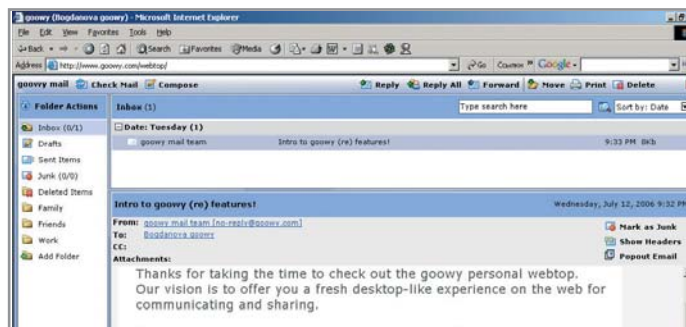 goowy (Bogdanova goowy) - Microsoft Internet Explorer
File Edit View Favorites Tools Help
Back Search Favorites Media
Address http://www.goowy.com/webtop/ Go Google
goowy mail Check Mail Compose Reply Reply All Forward Move Print Delete
Folder Actions Inbox (1) Type search here Sort by: Date
Inbox (0/1) Date: Tuesday (1)
Drafts goowy mail team Intro to goowy (re) features! 9:33 PM 8Kb
Sent Items
Junk (0/0)
Deleted Items
Family Intro to goowy (re) features! Wednesday, July 12, 2006 9:32 PM
Friends From: goowy mail team [no-reply@goowy.com] Mark as Junk
Work To: Bogdanova goowy Show Headers
Add Folder CC: Popout Email
Attachments:
Thanks for taking the time to check out the goowy personal webtop.
Our vision is to offer you a fresh desktop-like experience on the web for
communicating and sharing.